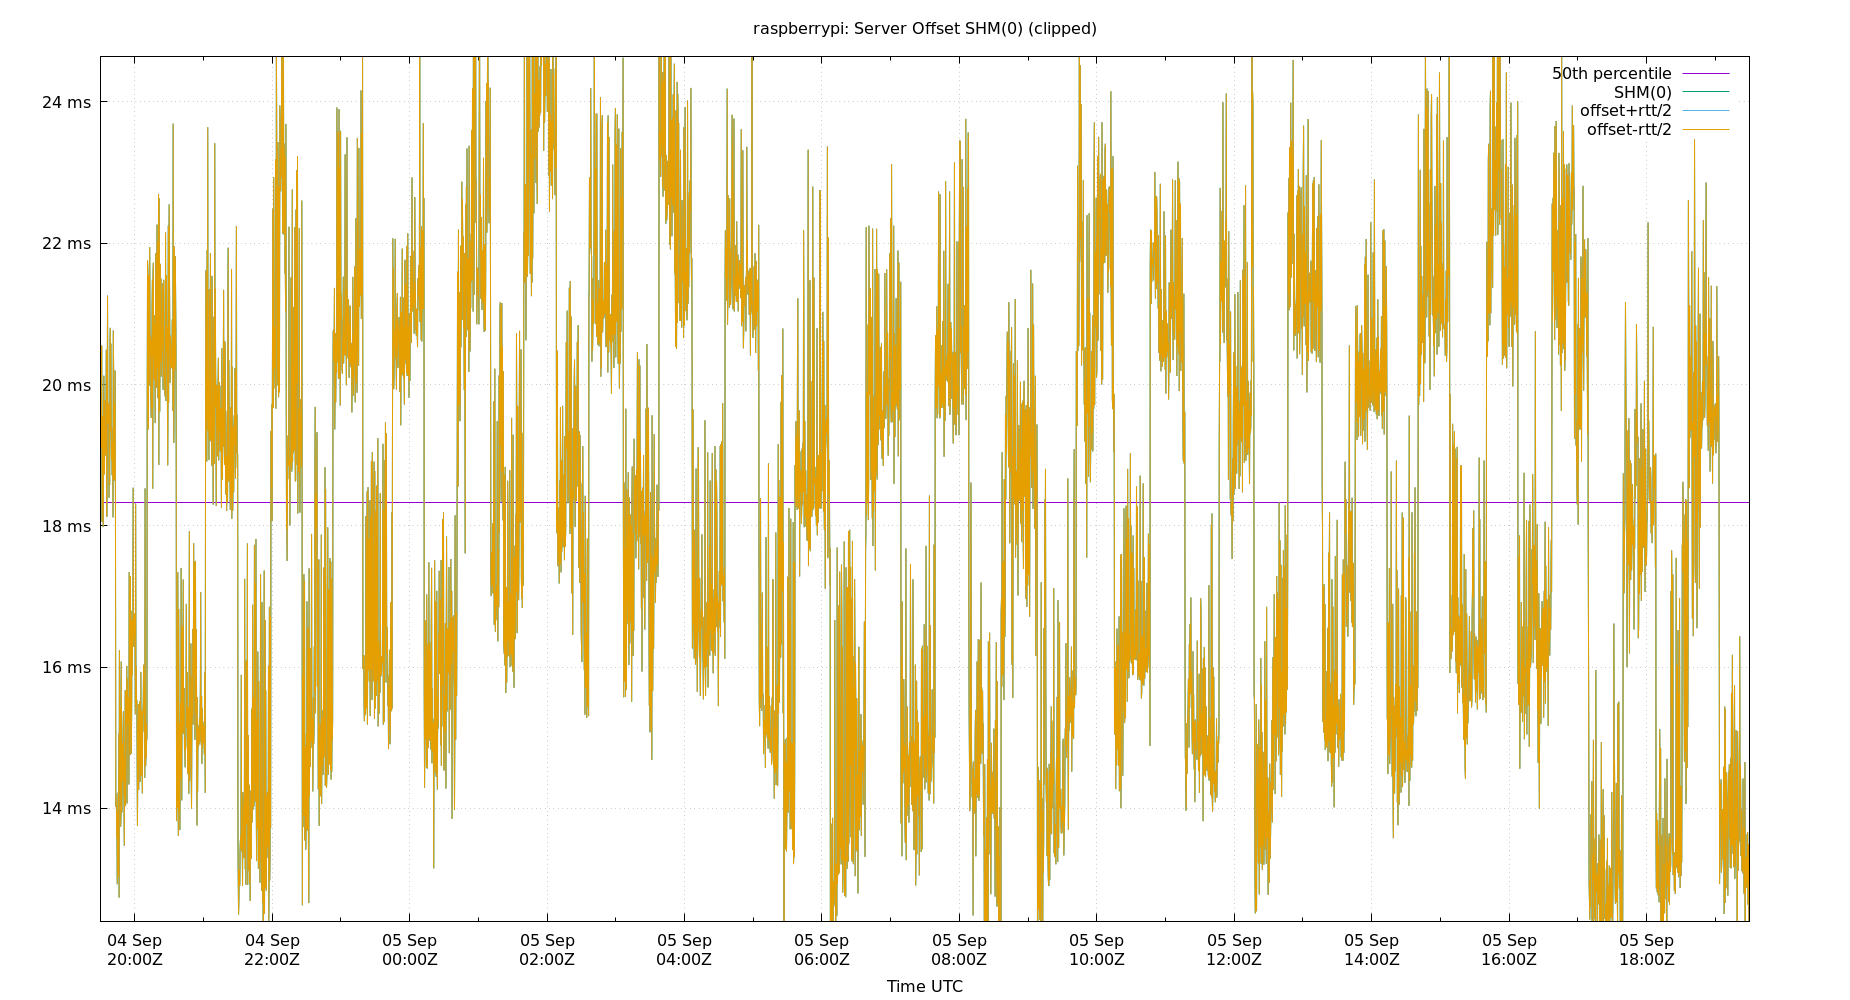 raspberrypi: Server Offset SHM(0) (clipped)
50th percentile
SHM(0)
offset+rtt/2
offset-rtt/2
24 ms
22 ms
20 ms
18 ms
16 ms
14 ms
04 Sep 04 Sep 05 Sep 05 Sep 05 Sep 05 Sep 05 Sep 05 Sep 05 Sep 05 Sep 05 Sep 05 Sep
20:00Z 22:00Z 00:00Z 02:00Z 04:00Z 06:00Z 08:00Z 10:00Z 12:00Z 14:00Z 16:00Z 18:00Z
Time UTC